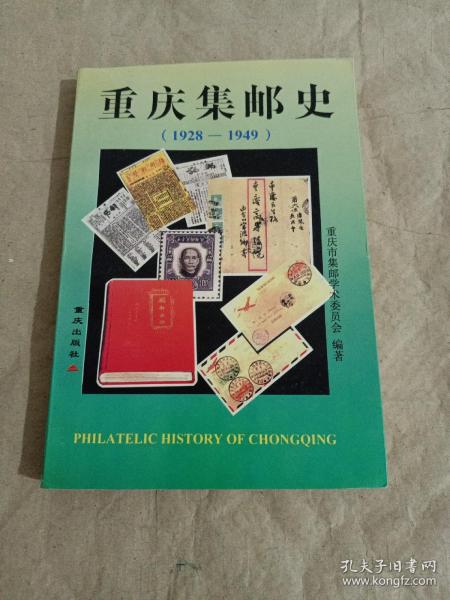 重庆集邮史
(1928—1949)
重庆市集邮学术委员会 编著
重庆出版社
PHILATELIC HISTORY OF CHONGQING
孔夫子旧书网
www.kongfz.com